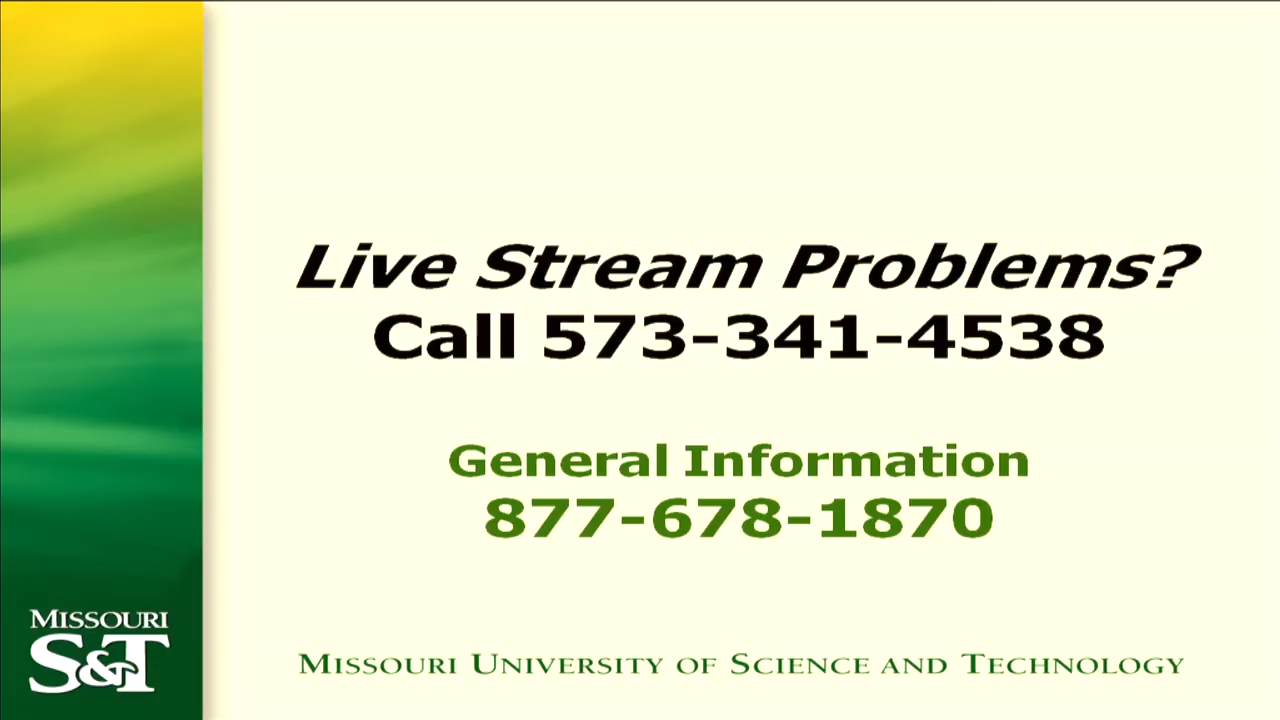 Live Stream Problems?
Call 573-341-4538
General Information
877-678-1870
MISSOURI
S&T
MISSOURI UNIVERSITY OF SCIENCE AND TECHNOLOGY